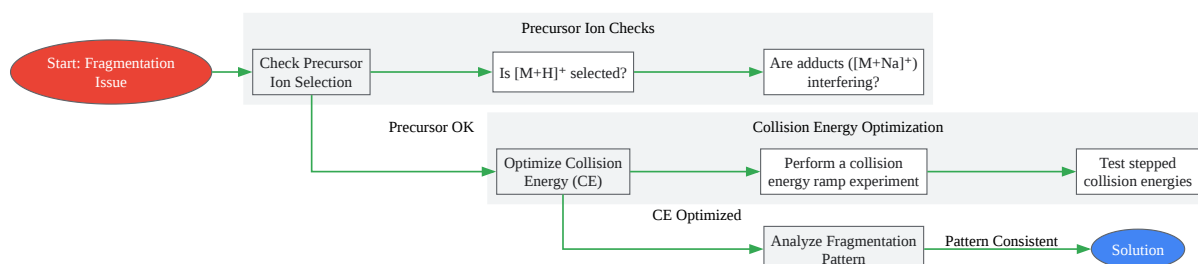 Precursor Ion Checks
Start: Fragmentation
Issue
Check Precursor
Ion Selection
Is [M+H]⁺ selected?
Are adducts ([M+Na]⁺)
interfering?
Precursor OK
Collision Energy Optimization
Optimize Collision
Energy (CE)
Perform a collision
energy ramp experiment
Test stepped
collision energies
CE Optimized
Analyze Fragmentation
Pattern
Pattern Consistent
Solution